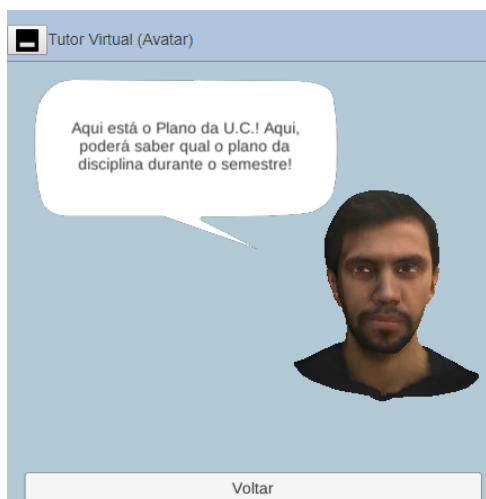 Tutor Virtual (Avatar)
Aqui está o Plano da U.C.! Aqui,
poderá saber qual o plano da
disciplina durante o semestre!
Voltar